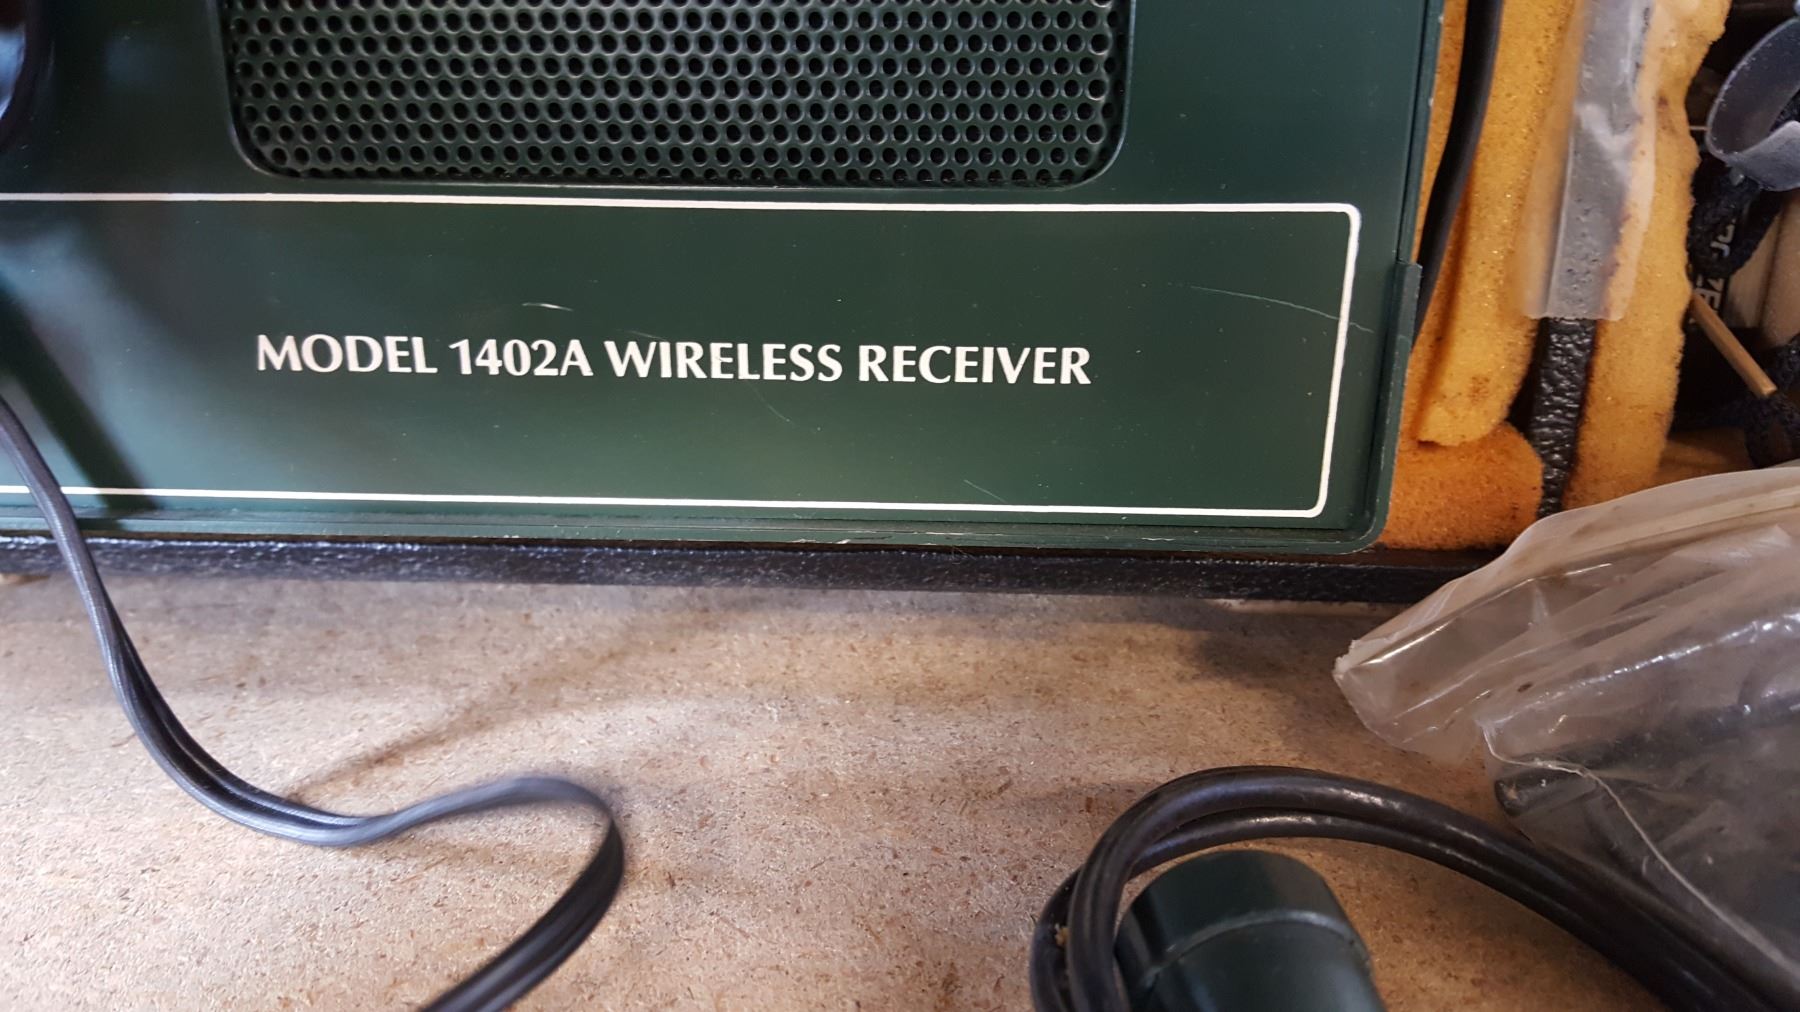 MODEL 1402A WIRELESS RECEIVER